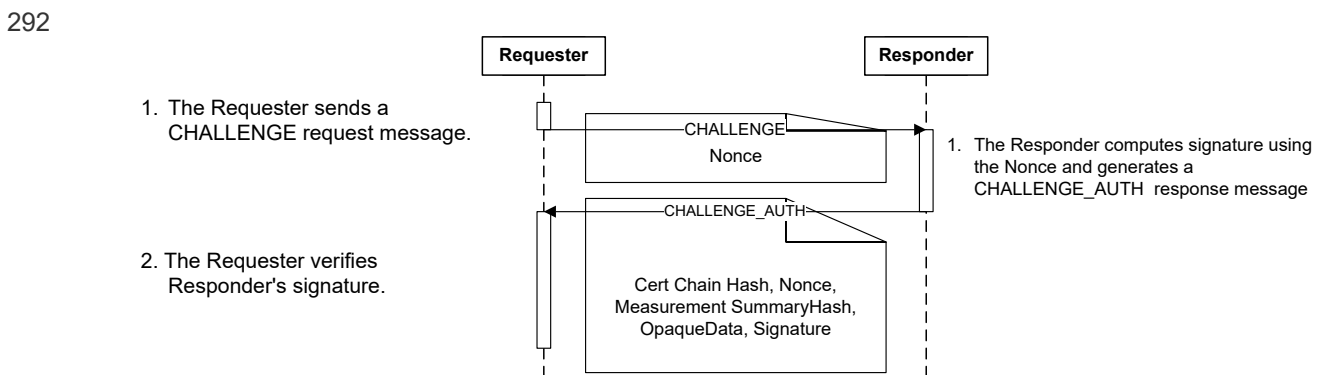 292
Requester
Responder
1. The Requester sends a
CHALLENGE request message.
CHALLENGE
Nonce
1. The Responder computes signature using
the Nonce and generates a
CHALLENGE_AUTH response message
CHALLENGE_AUTH
2. The Requester verifies
Responder's signature.
Cert Chain Hash, Nonce,
Measurement SummaryHash,
OpaqueData, Signature